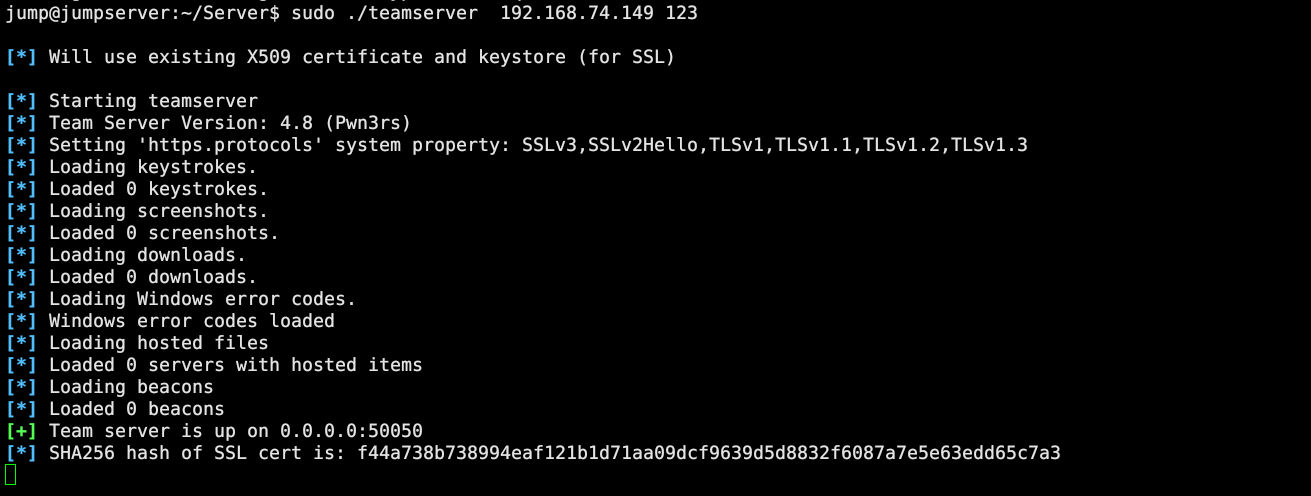 jump@jumpserver:~/Server$ sudo ./teamserver  192.168.74.149 123
[*] Will use existing X509 certificate and keystore (for SSL)
[*] Starting teamserver
[*] Team Server Version: 4.8 (Pwn3rs)
[*] Setting 'https.protocols' system property: SSLv3,SSLv2Hello,TLSv1,TLSv1.1,TLSv1.2,TLSv1.3
[*] Loading keystrokes.
[*] Loaded 0 keystrokes.
[*] Loading screenshots.
[*] Loaded 0 screenshots.
[*] Loading downloads.
[*] Loaded 0 downloads.
[*] Loading Windows error codes.
[*] Windows error codes loaded
[*] Loading hosted files
[*] Loaded 0 servers with hosted items
[*] Loading beacons
[*] Loaded 0 beacons
[+] Team server is up on 0.0.0.0:50050
[*] SHA256 hash of SSL cert is: f44a738b738994eaf121b1d71aa09dcf9639d5d8832f6087a7e5e63edd65c7a3